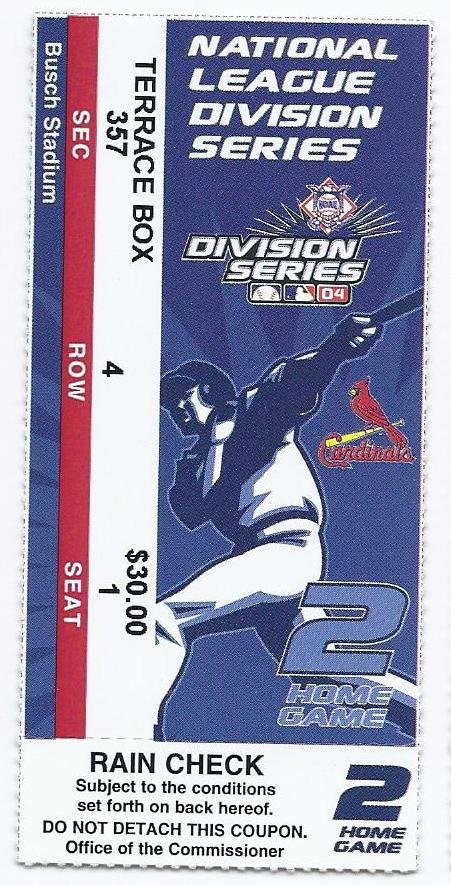 NATIONAL
LEAGUE
DIVISION
SERIES
DIVISION
SERIES
04
Cardinals
2
HOME
GAME
TERRACE BOX
357
4
$30.00
1
SEC
ROW
SEAT
Busch Stadium
RAIN CHECK
Subject to the conditions
set forth on back hereof.
DO NOT DETACH THIS COUPON.
Office of the Commissioner
2
HOME
GAME